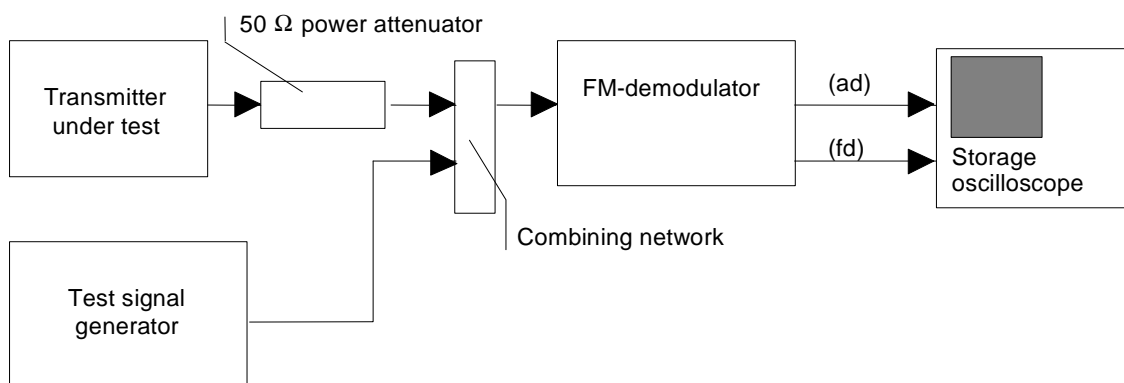 50 Ω power attenuator
Transmitter
under test
FM-demodulator
(ad)
(fd)
Storage
oscilloscope
Combining network
Test signal
generator